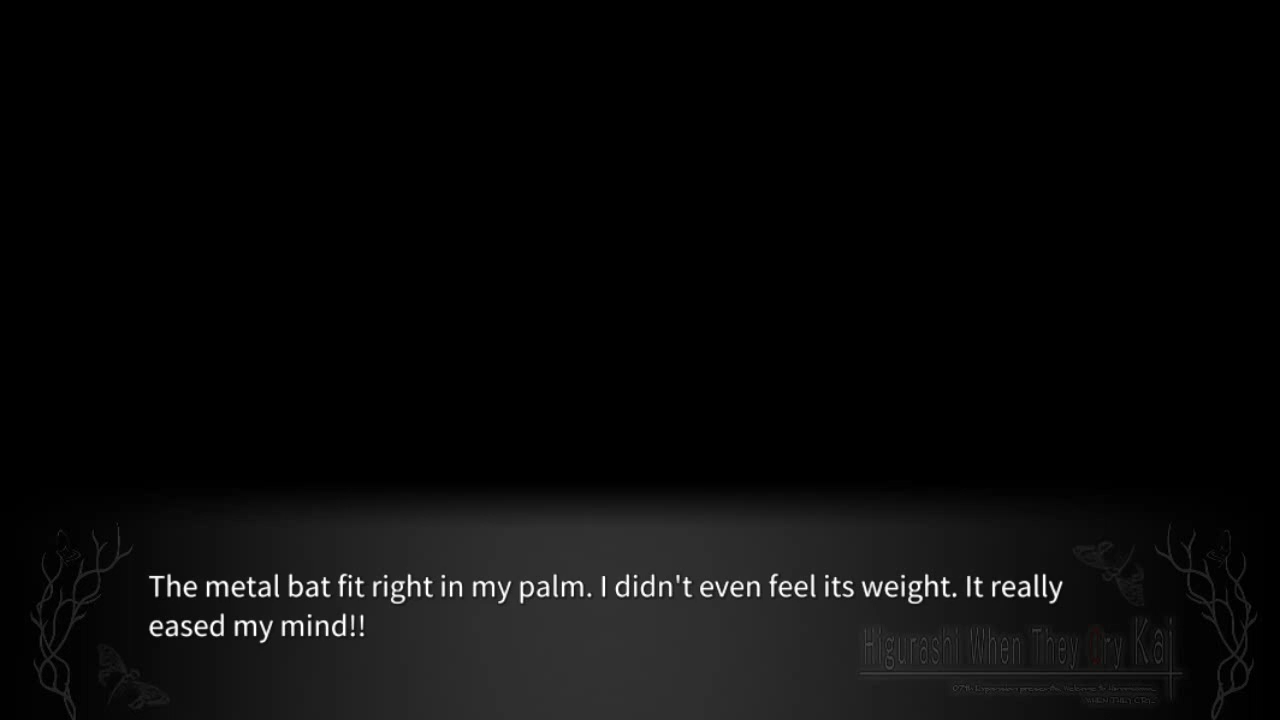 The metal bat fit right in my palm. I didn't even feel its weight. It really
eased my mind!!
Higurashi When They Cry Kai